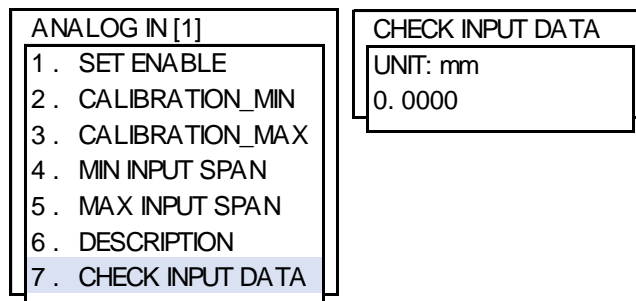 ANALOG IN [1]
1. SET ENABLE
2. CALIBRATION_MIN
3. CALIBRATION_MAX
4. MIN INPUT SPAN
5. MAX INPUT SPAN
6. DESCRIPTION
7. CHECK INPUT DATA
CHECK INPUT DATA
UNIT: mm
0.0000